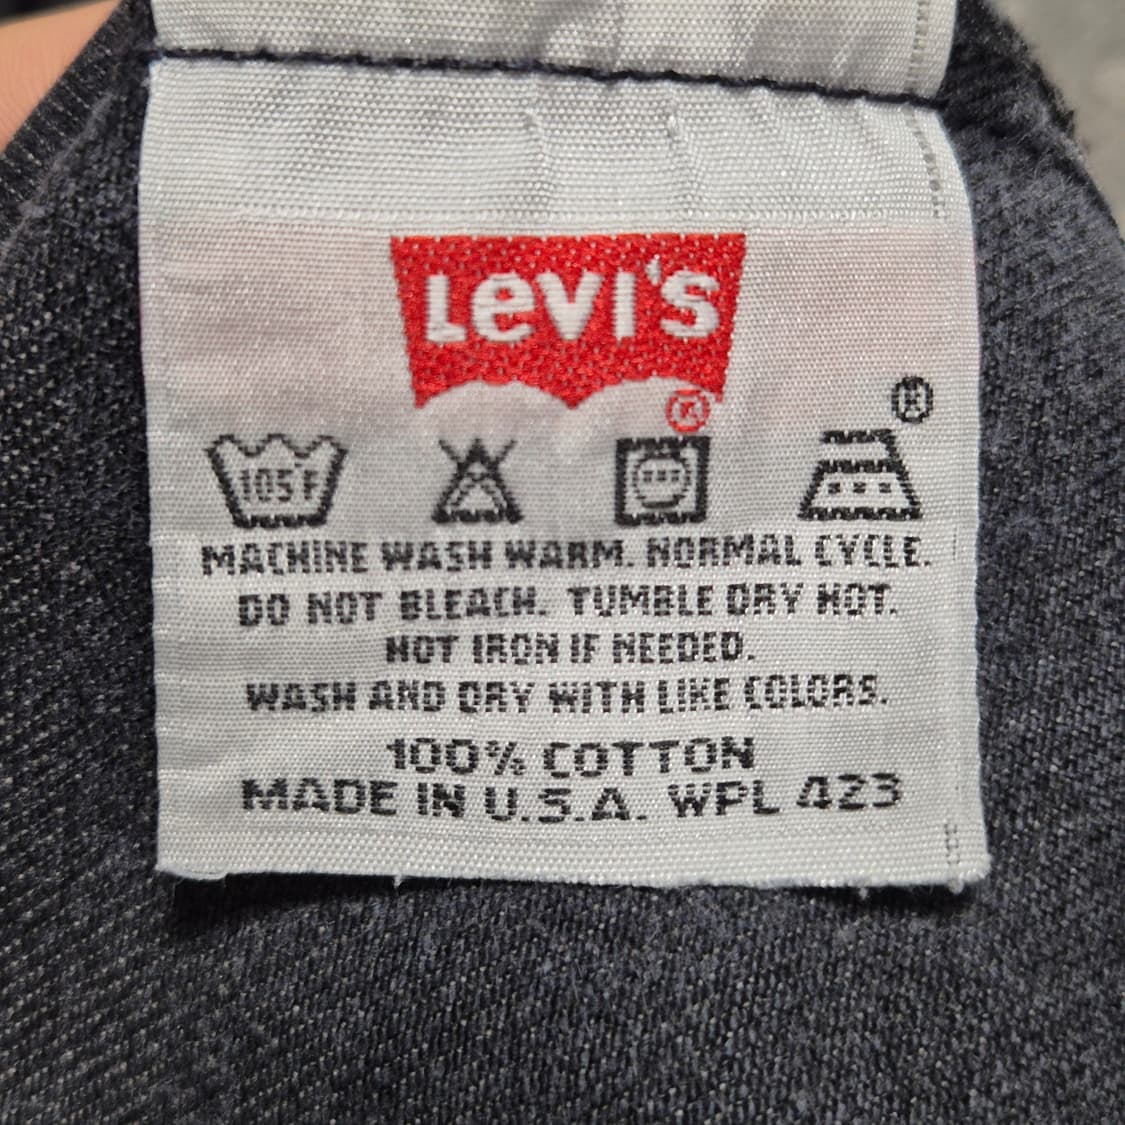 Levi's
®
®
105°F
MACHINE WASH WARM. NORMAL CYCLE.
DO NOT BLEACH. TUMBLE DRY HOT.
HOT IRON IF NEEDED.
WASH AND DRY WITH LIKE COLORS.
100% COTTON
MADE IN U.S.A. WPL 423